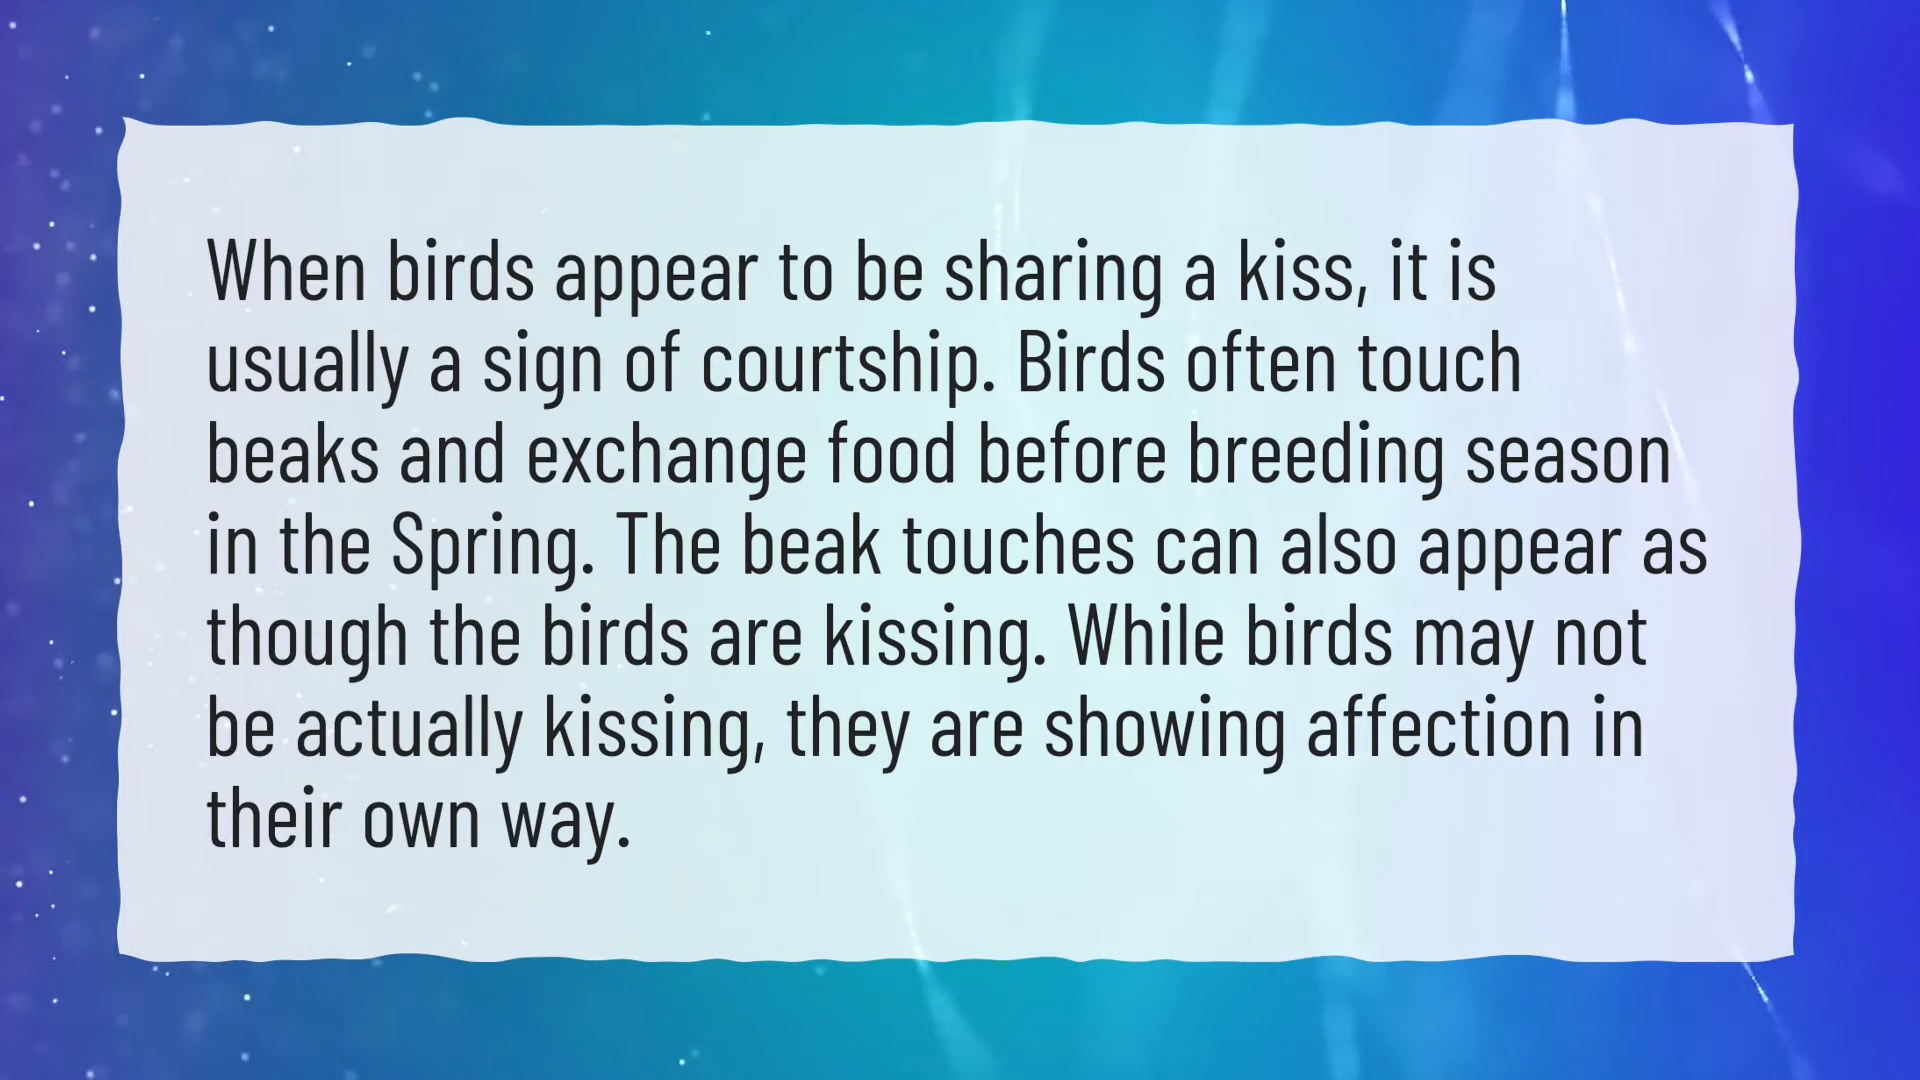 When birds appear to be sharing a kiss, it is
usually a sign of courtship. Birds often touch
beaks and exchange food before breeding season
in the Spring. The beak touches can also appear as
though the birds are kissing. While birds may not
be actually kissing, they are showing affection in
their own way.